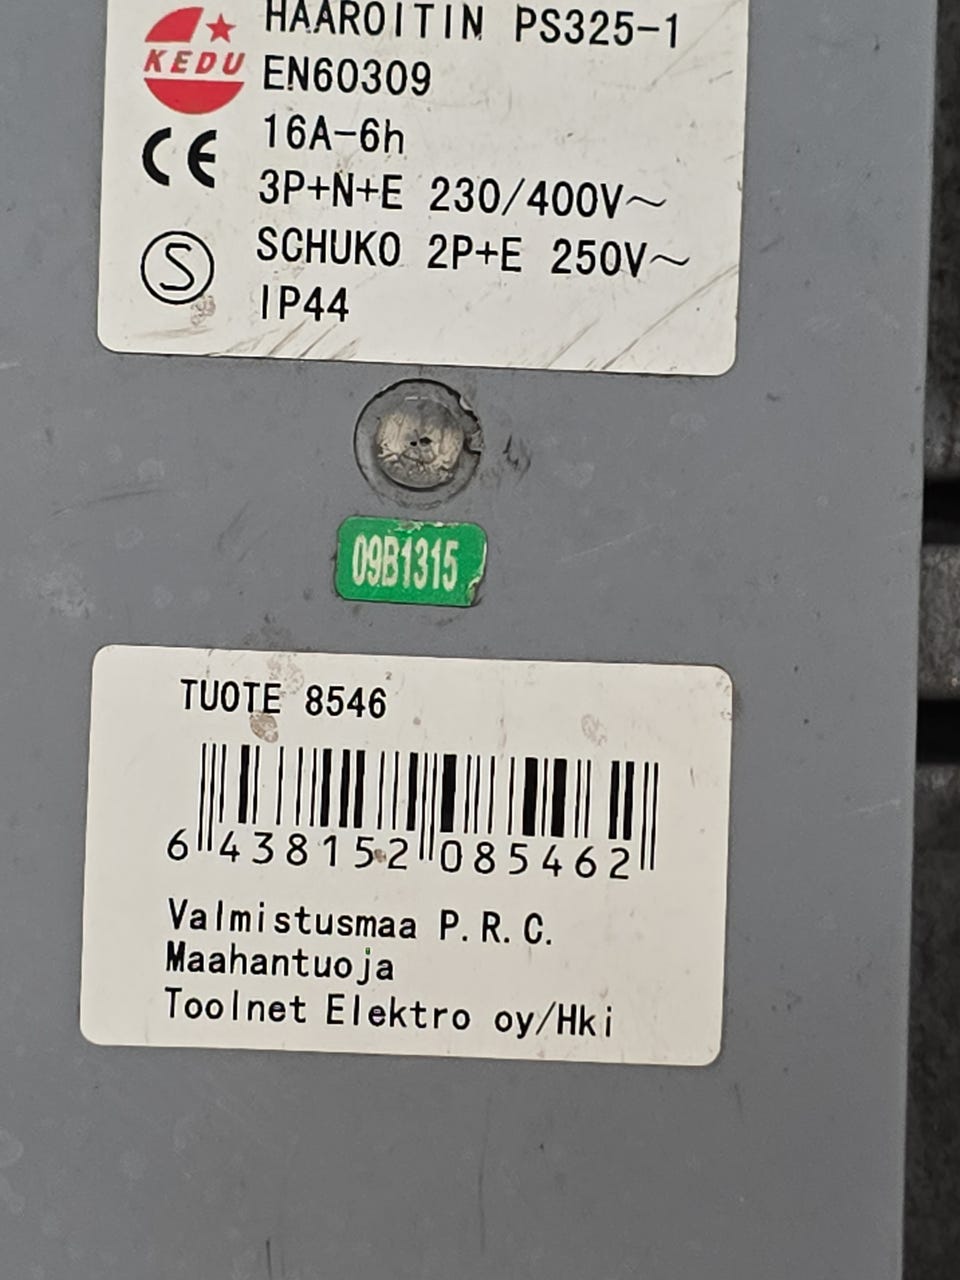 HAAROITIN PS325-1
KEDU
EN60309
16A-6h
CE
3P+N+E 230/400V～
SCHUKO 2P+E 250V～
S
IP44
09B1315
TUOTE 8546
6 438152 085462
Valmistusmaa P.R.C.
Maahantuoja
Toolnet Elektro oy/Hki